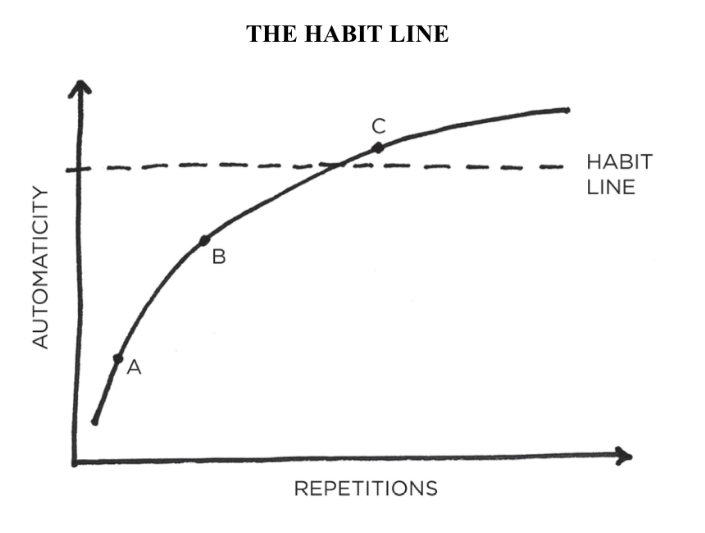 THE HABIT LINE
C
HABIT
LINE
B
A
AUTOMATICITY
REPETITIONS